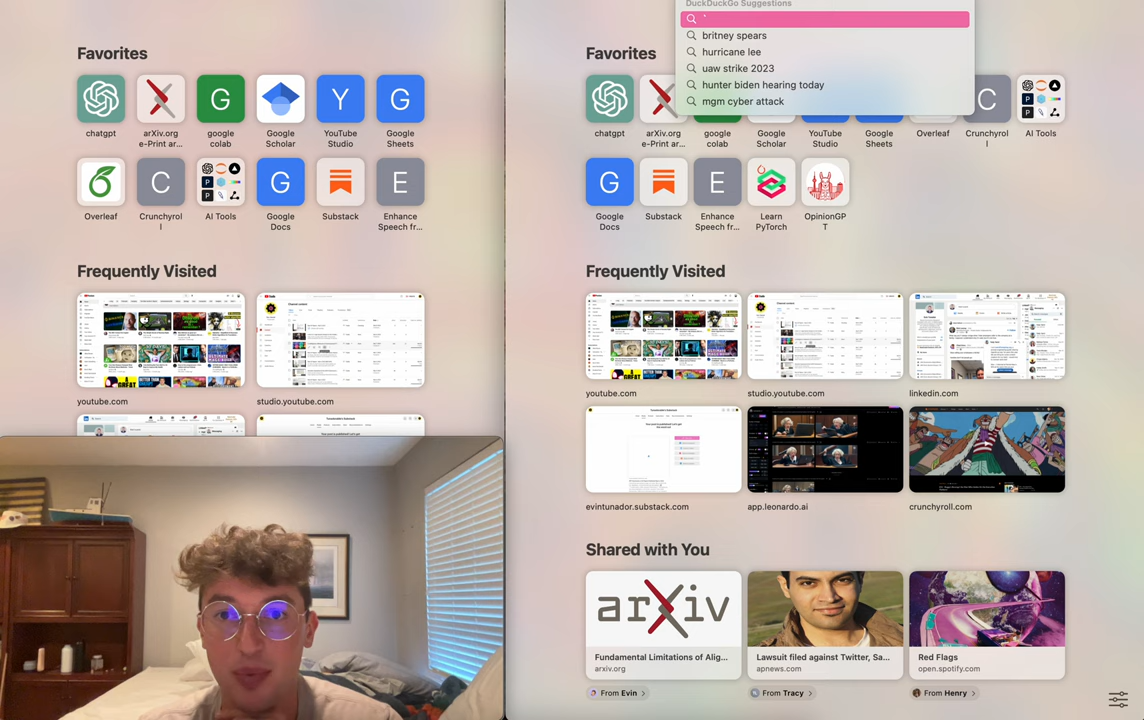 Favorites
G
Y
G
chatgpt
arXiv.org
e-Print ar...
google
colab
Google
Scholar
YouTube
Studio
Google
Sheets
C
G
E
Overleaf
Crunchyrol
l
AI Tools
Google
Docs
Substack
Enhance
Speech fr...
Frequently Visited
youtube.com
studio.youtube.com
DuckDuckGo Suggestions
`
britney spears
hurricane lee
uaw strike 2023
hunter biden hearing today
mgm cyber attack
Favorites
C
chatgpt
arXiv.org
e-Print ar...
google
colab
Google
Scholar
YouTube
Studio
Google
Sheets
Overleaf
Crunchyrol
l
AI Tools
G
E
Google
Docs
Substack
Enhance
Speech fr...
Learn
PyTorch
OpinionGP
T
Frequently Visited
youtube.com
studio.youtube.com
linkedin.com
evintunador.substack.com
app.leonardo.ai
crunchyroll.com
Shared with You
arXiv
Fundamental Limitations of Alig...
arxiv.org
From Evin >
Lawsuit filed against Twitter, Sa...
apnews.com
From Tracy >
Red Flags
open.spotify.com
From Henry >